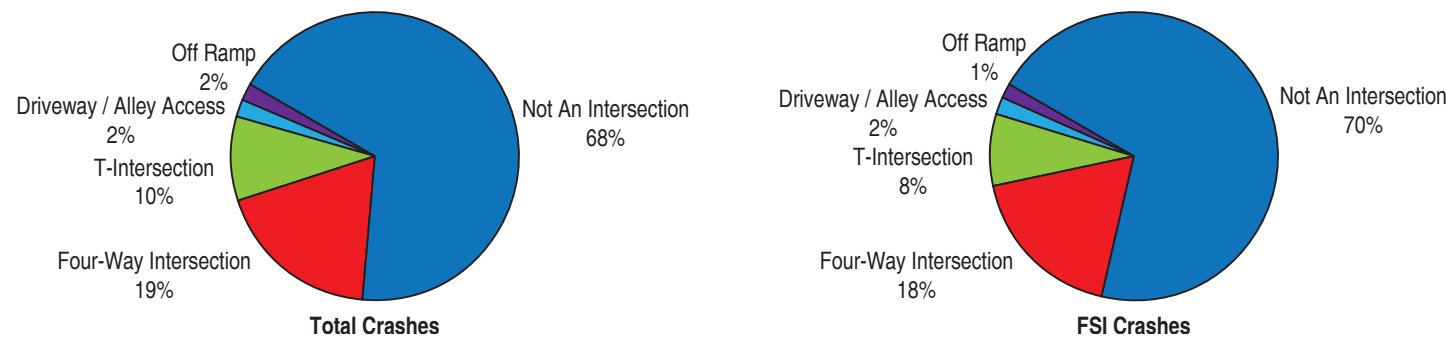 Off Ramp
2%
Driveway / Alley Access
2%
T-Intersection
10%
Four-Way Intersection
19%
Not An Intersection
68%
Total Crashes
Off Ramp
1%
Driveway / Alley Access
2%
T-Intersection
8%
Four-Way Intersection
18%
Not An Intersection
70%
FSI Crashes